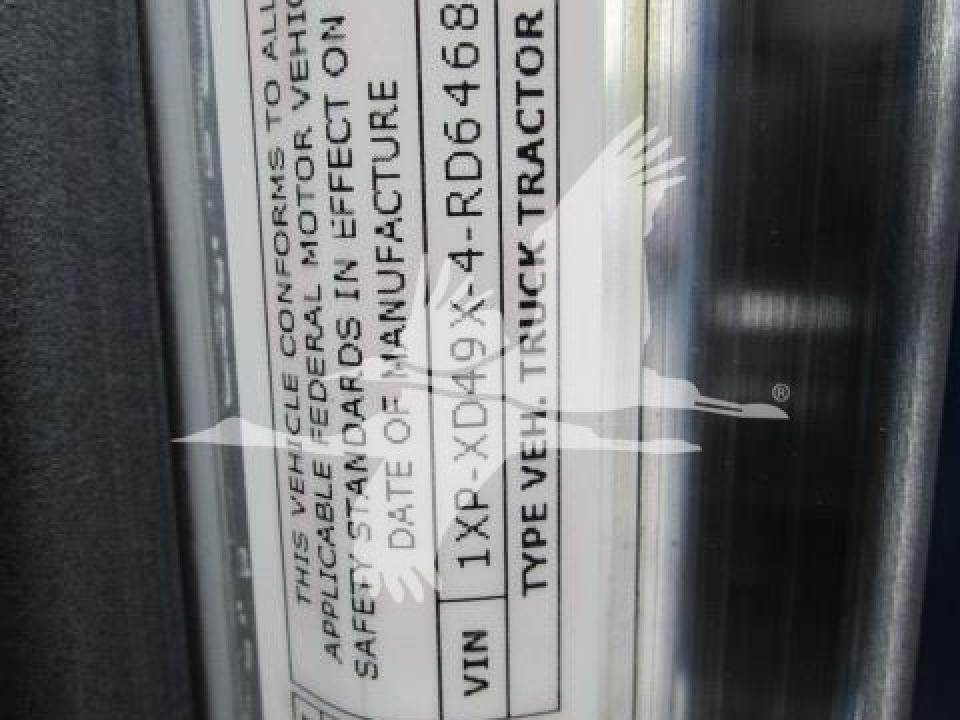 THIS VEHICLE CONFORMS TO ALL
APPLICABLE FEDERAL MOTOR
SAFETY STANDARDS IN EFFECT ON
DATE OF MANUFACTURE
VIN 1XP-XD49X-4-RD6468
TYPE VEH. TRUCK TRACTOR
®